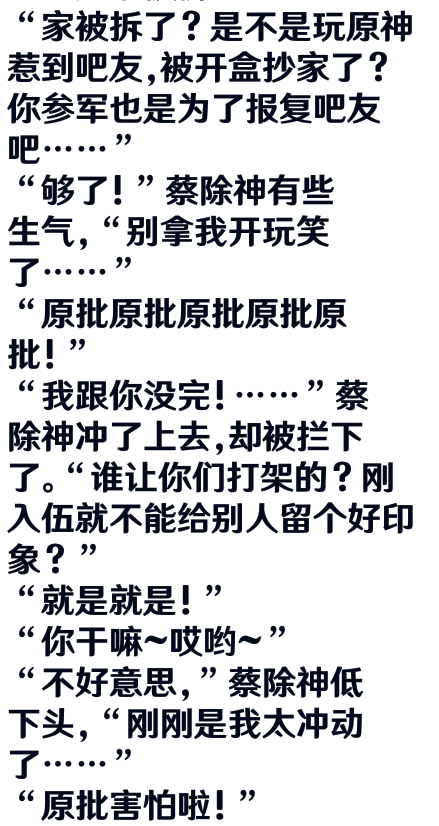 “家被拆了？是不是玩原神
惹到吧友,被开盒抄家了？
你参军也是为了报复吧友
吧……”
“够了！”蔡除神有些
生气，“别拿我开玩笑
了……”
“原批原批原批原批原
批！”
“我跟你没完！……”蔡
除神冲了上去,却被拦下
了。“谁让你们打架的？刚
入伍就不能给别人留个好印
象？”
“就是就是！”
“你干嘛~哎哟~”
“不好意思，”蔡除神低
下头，“刚刚是我太冲动
了……”
“原批害怕啦！”